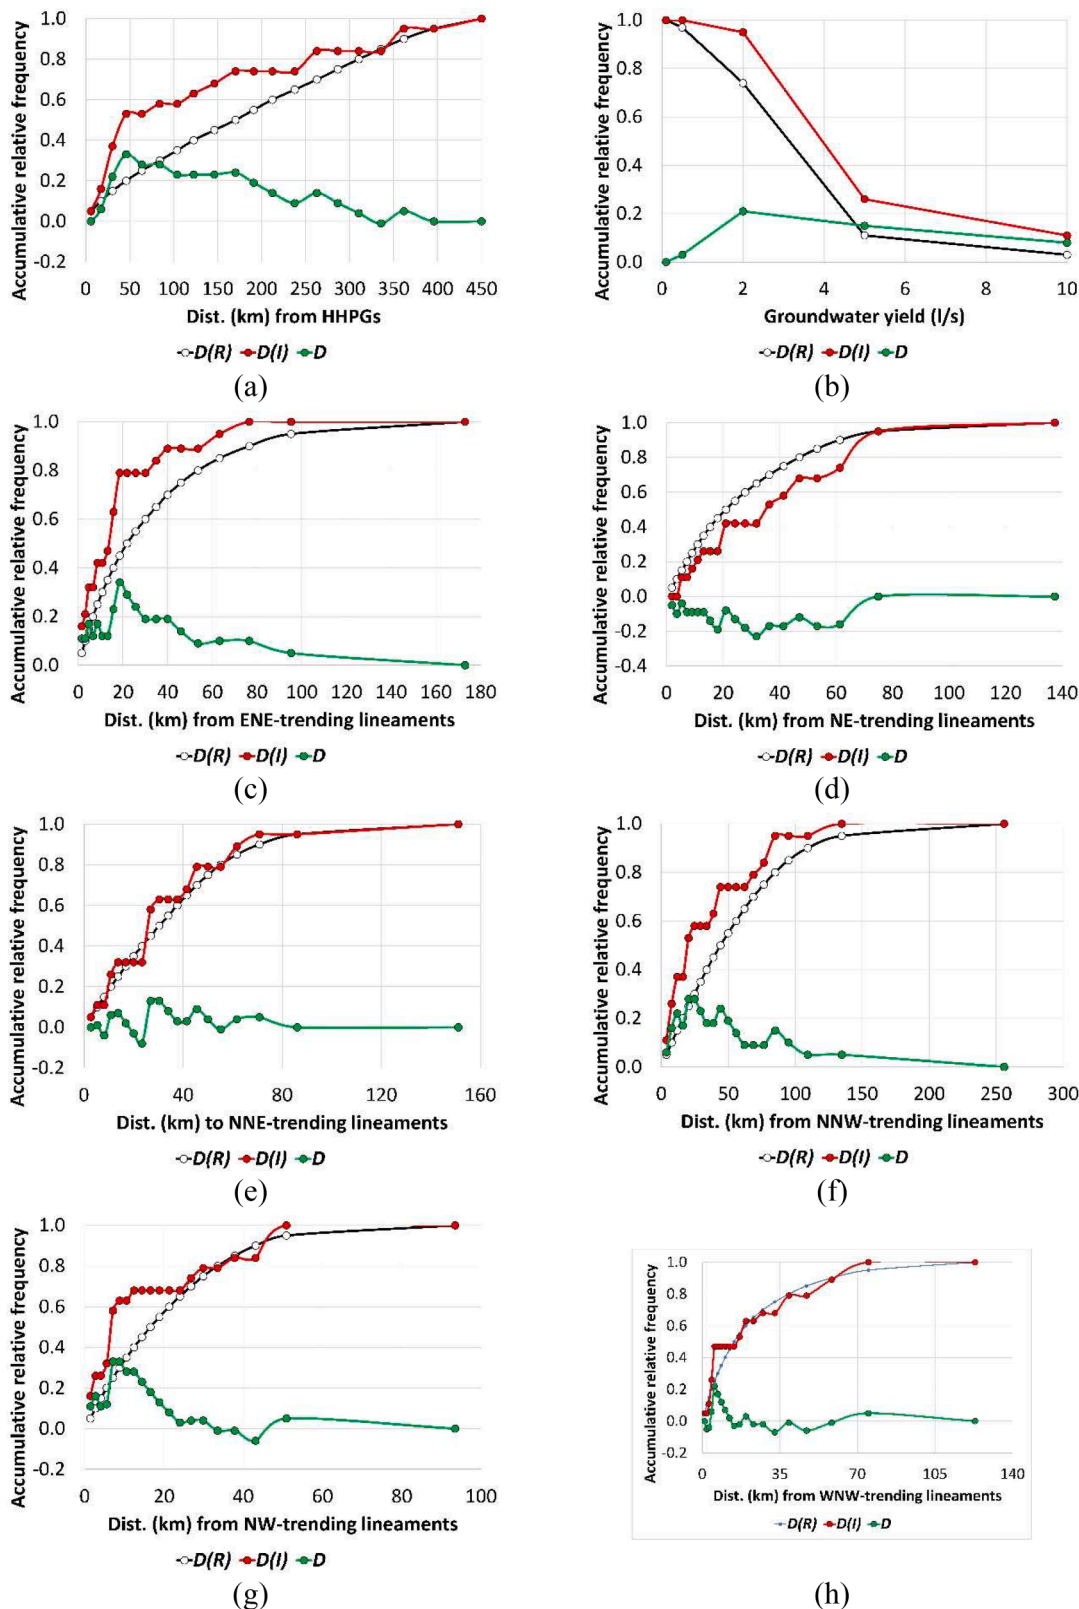 Accumulative relative frequency
1.0
0.8
0.6
0.4
0.2
0.0
-0.2
0 50 100 150 200 250 300 350 400 450
Dist. (km) from HHPGs
D(R) D(I) D
(a)
Accumulative relative frequency
1.0
0.8
0.6
0.4
0.2
0.0
0 2 4 6 8 10
Groundwater yield (l/s)
D(R) D(I) D
(b)
Accumulative relative frequency
1.0
0.8
0.6
0.4
0.2
0.0
0 20 40 60 80 100 120 140 160 180
Dist. (km) from ENE-trending lineaments
D(R) D(I) D
(c)
Accumulative relative frequency
1.0
0.8
0.6
0.4
0.2
0.0
-0.2
-0.4
0 20 40 60 80 100 120 140
Dist. (km) from NE-trending lineaments
D(R) D(I) D
(d)
Accumulative relative frequency
1.0
0.8
0.6
0.4
0.2
0.0
-0.2
0 40 80 120 160
Dist. (km) to NNE-trending lineaments
D(R) D(I) D
(e)
Accumulative relative frequency
1.0
0.8
0.6
0.4
0.2
0.0
0 50 100 150 200 250 300
Dist. (km) from NNW-trending lineaments
D(R) D(I) D
(f)
Accumulative relative frequency
1.0
0.8
0.6
0.4
0.2
0.0
-0.2
0 20 40 60 80 100
Dist. (km) from NW-trending lineaments
D(R) D(I) D
(g)
Accumulative relative frequency
1.0
0.8
0.6
0.4
0.2
0.0
-0.2
0 35 70 105 140
Dist. (km) from WNW-trending lineaments
D(R) D(I) D
(h)